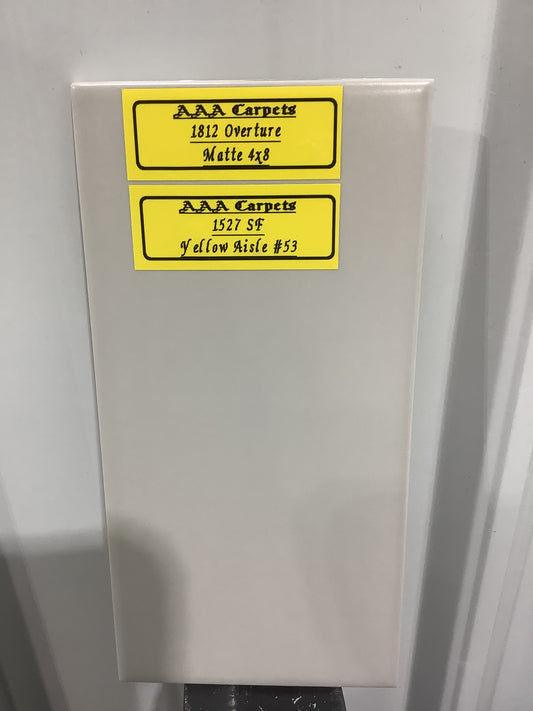 AAA Carpets
1812 Overture
Matte 4x8
AAA Carpets
1527 SF
Yellow Aisle #53